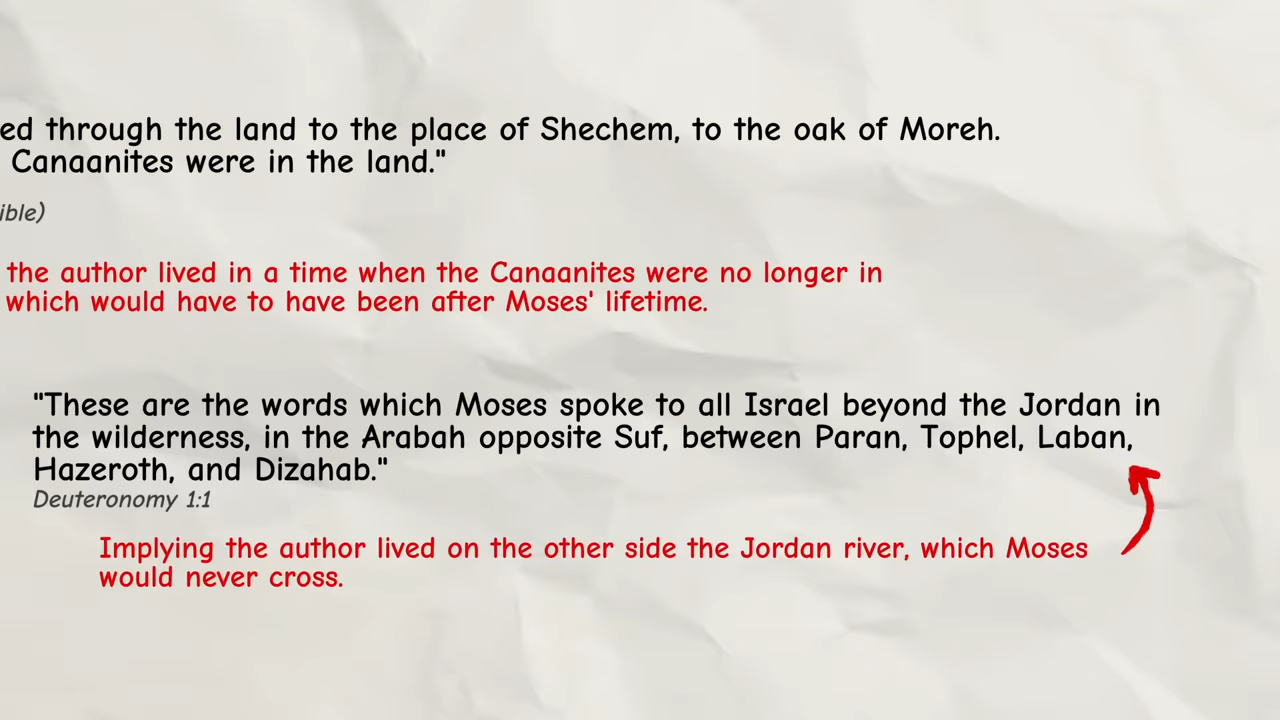 ed through the land to the place of Shechem, to the oak of Moreh.
Canaanites were in the land."
ible)
the author lived in a time when the Canaanites were no longer in
which would have to have been after Moses' lifetime.
"These are the words which Moses spoke to all Israel beyond the Jordan in
the wilderness, in the Arabah opposite Suf, between Paran, Tophel, Laban,
Hazeroth, and Dizahab."
Deuteronomy 1:1
Implying the author lived on the other side the Jordan river, which Moses
would never cross.